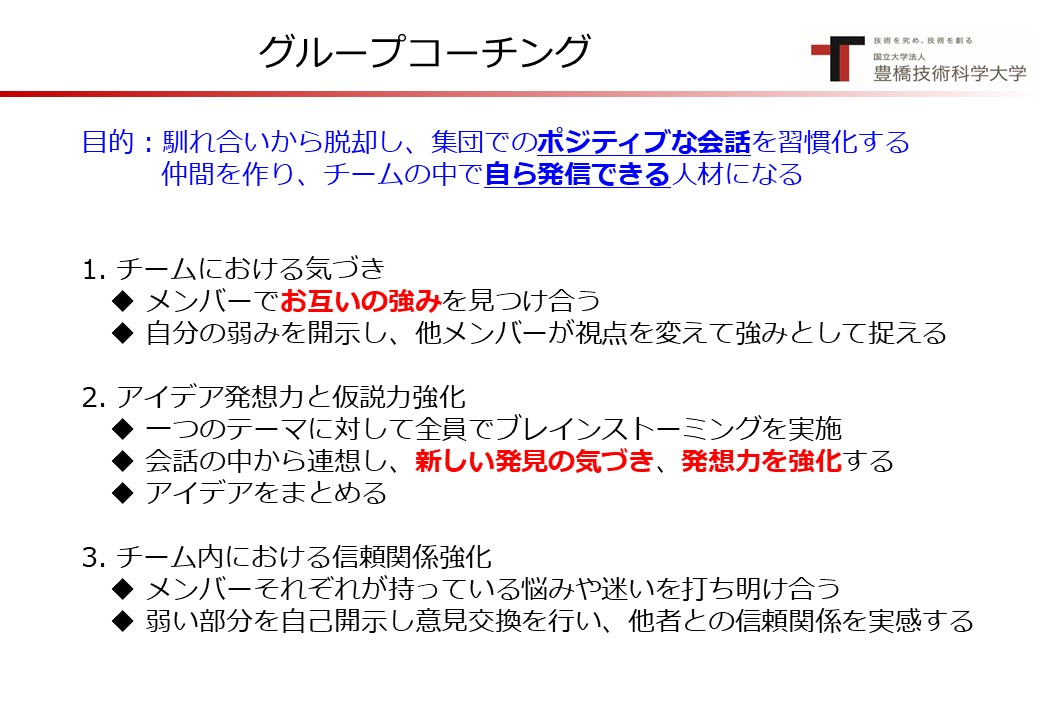 グループコーチング
技術を究め、技術を創る
国立大学法人
豊橋技術科学大学
目的：馴れ合いから脱却し、集団でのポジティブな会話を習慣化する
仲間を作り、チームの中で自ら発信できる人材になる
1. チームにおける気づき
◆ メンバーでお互いの強みを見つけ合う
◆ 自分の弱みを開示し、他メンバーが視点を変えて強みとして捉える
2. アイデア発想力と仮説力強化
◆ 一つのテーマに対して全員でブレインストーミングを実施
◆ 会話の中から連想し、新しい発見の気づき、発想力を強化する
◆ アイデアをまとめる
3. チーム内における信頼関係強化
◆ メンバーそれぞれが持っている悩みや迷いを打ち明け合う
◆ 弱い部分を自己開示し意見交換を行い、他者との信頼関係を実感する